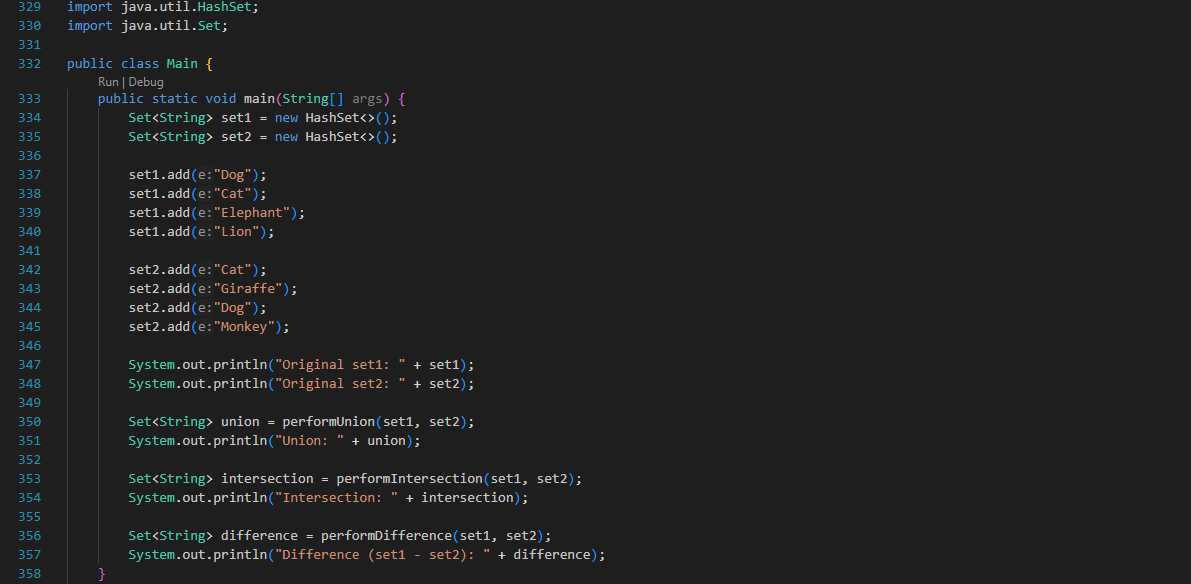 329 import java.util.HashSet;
330 import java.util.Set;
331
332 public class Main {
Run | Debug
333 public static void main(String[] args) {
334 Set<String> set1 = new HashSet<>();
335 Set<String> set2 = new HashSet<>();
336
337 set1.add(e:"Dog");
338 set1.add(e:"Cat");
339 set1.add(e:"Elephant");
340 set1.add(e:"Lion");
341
342 set2.add(e:"Cat");
343 set2.add(e:"Giraffe");
344 set2.add(e:"Dog");
345 set2.add(e:"Monkey");
346
347 System.out.println("Original set1: " + set1);
348 System.out.println("Original set2: " + set2);
349
350 Set<String> union = performUnion(set1, set2);
351 System.out.println("Union: " + union);
352
353 Set<String> intersection = performIntersection(set1, set2);
354 System.out.println("Intersection: " + intersection);
355
356 Set<String> difference = performDifference(set1, set2);
357 System.out.println("Difference (set1 - set2): " + difference);
358 }